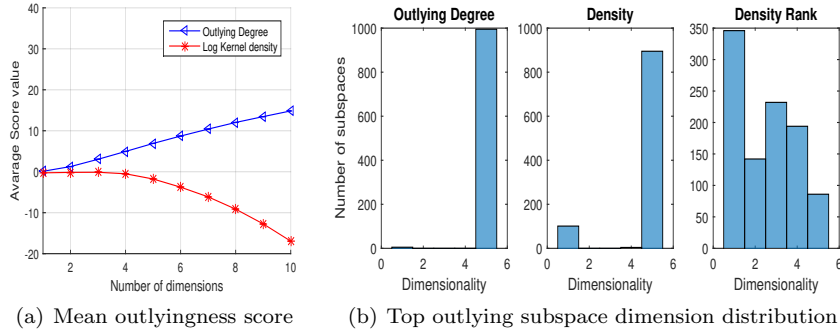 40
30
20
10
0
-10
-20
2 4 6 8 10
Avarage Score value
Number of dimensions
Outlying Degree
Log Kernel density
(a) Mean outlyingness score
Outlying Degree
1000
800
600
400
200
0
0 2 4 6
Number of subspaces
Dimensionality
Density
1000
800
600
400
200
0
0 2 4 6
Dimensionality
Density Rank
350
300
250
200
150
100
50
0
0 2 4 6
Dimensionality
(b) Top outlying subspace dimension distribution